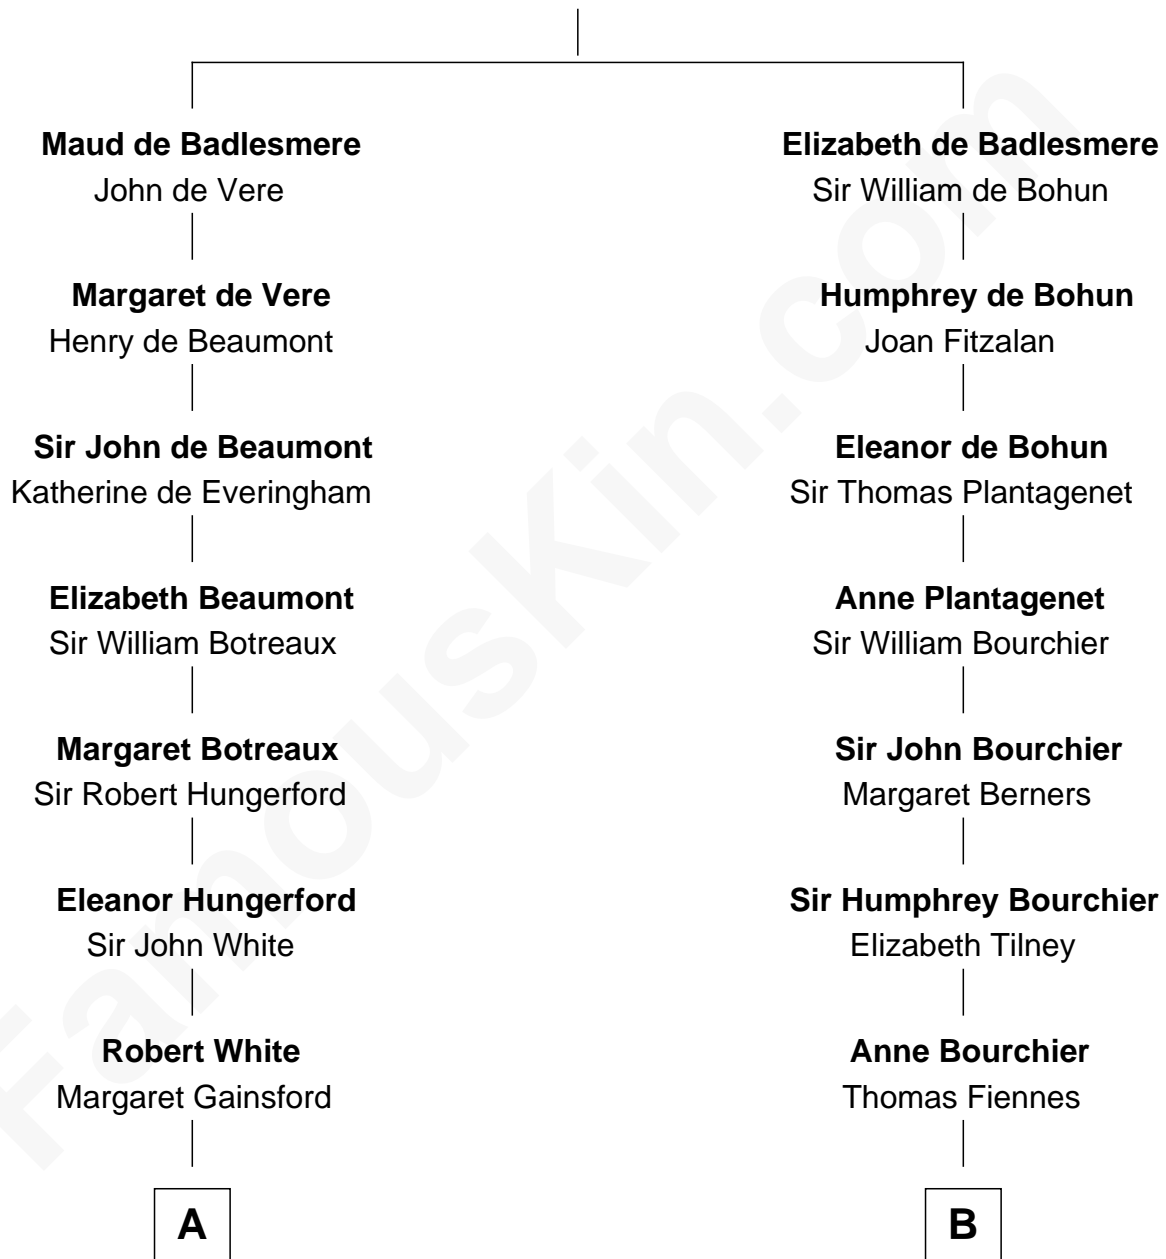 Maud de Badlesmere
John de Vere
Margaret de Vere
Henry de Beaumont
Sir John de Beaumont
Katherine de Everingham
Elizabeth Beaumont
Sir William Botreaux
Margaret Botreaux
Sir Robert Hungerford
Eleanor Hungerford
Sir John White
Robert White
Margaret Gainsford
A
Elizabeth de Badlesmere
Sir William de Bohun
Humphrey de Bohun
Joan Fitzalan
Eleanor de Bohun
Sir Thomas Plantagenet
Anne Plantagenet
Sir William Bourchier
Sir John Bourchier
Margaret Berners
Sir Humphrey Bourchier
Elizabeth Tilney
Anne Bourchier
Thomas Fiennes
B
FamousKin.com